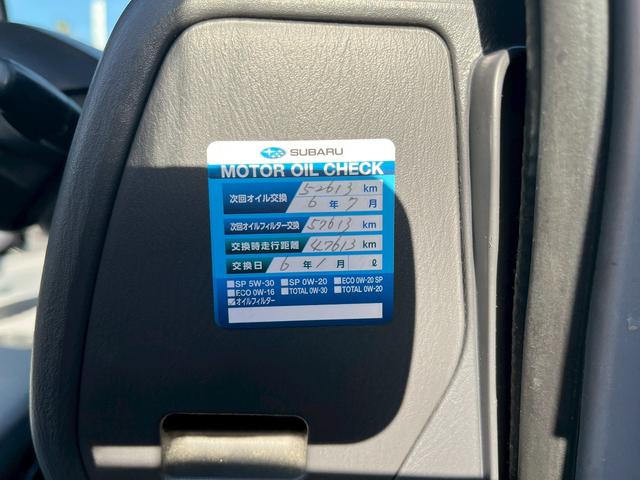 SUBARU
MOTOR OIL CHECK
次回オイル交換 52613 km
6 年 7 月
次回オイルフィルター交換 57613 km
交換時走行距離 47613 km
交換日 6 年 1 月 ℓ
SP 5W-30 SP 0W-20 ECO 0W-20 SP
ECO 0W-16 TOTAL 0W-30 TOTAL 0W-20
オイルフィルター